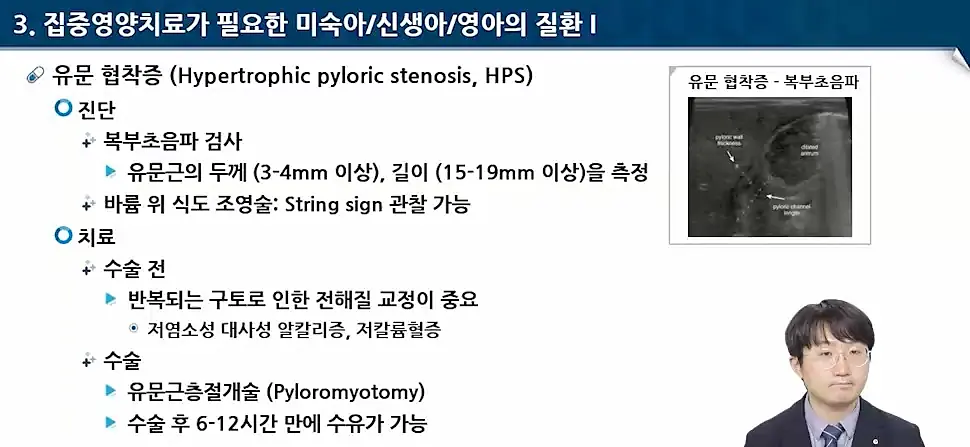 3. 집중영양치료가 필요한 미숙아/신생아/영아의 질환 I
유문 협착증 (Hypertrophic pyloric stenosis, HPS)
진단
복부초음파 검사
유문근의 두께 (3-4mm 이상), 길이 (15-19mm 이상)을 측정
바륨 위 식도 조영술: String sign 관찰 가능
치료
수술 전
반복되는 구토로 인한 전해질 교정이 중요
저염소성 대사성 알칼리증, 저칼륨혈증
수술
유문근층절개술 (Pyloromyotomy)
수술 후 6-12시간 만에 수유가 가능
유문 협착증 - 복부초음파
pyloric wall
thickness
dilated
antrum
pyloric channel
length